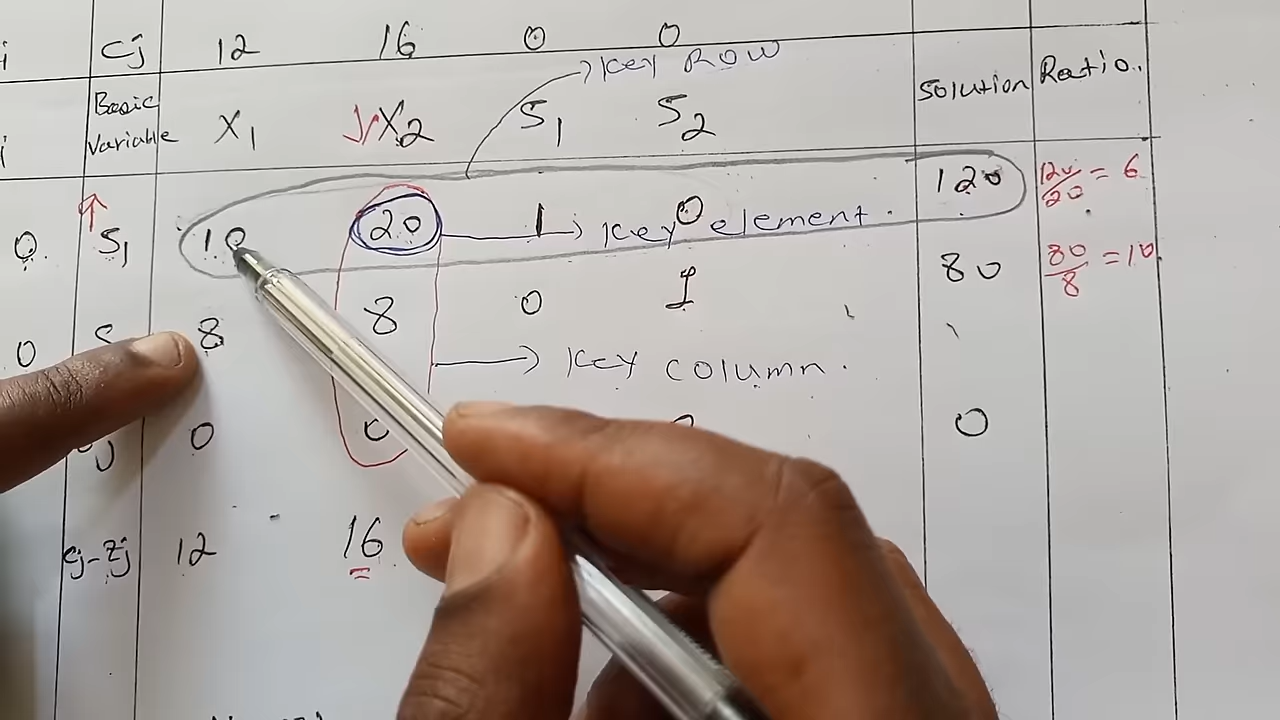 i Cj 12 16 0 0
→ Key Row
i Basic Variable X1 X2 S1 S2 Solution Ratio.
0 S1 10 20 1 0 120 120/20 = 6
→ Key element.
0 S 8 8 0 1 80 80/8 = 10
→ Key column.
0 0 0
Cj-Zj 12 16